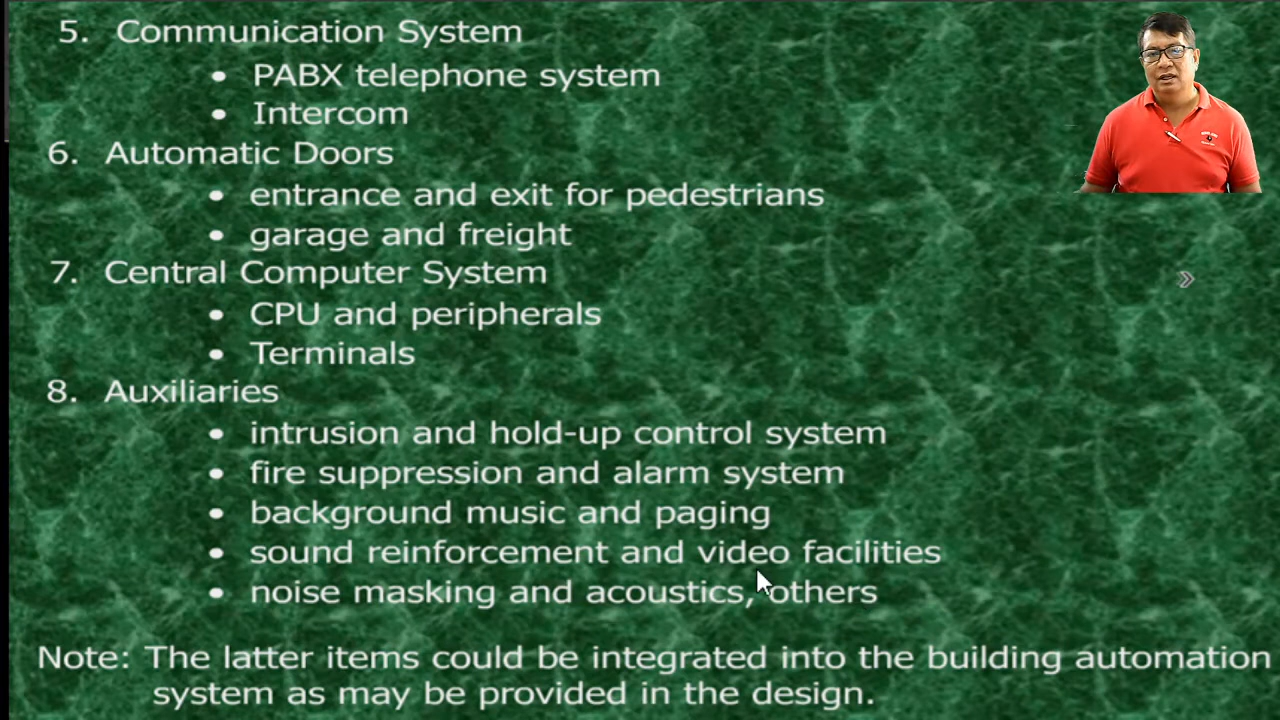 5. Communication System
• PABX telephone system
• Intercom
6. Automatic Doors
• entrance and exit for pedestrians
• garage and freight
7. Central Computer System
• CPU and peripherals
• Terminals
8. Auxiliaries
• intrusion and hold-up control system
• fire suppression and alarm system
• background music and paging
• sound reinforcement and video facilities
• noise masking and acoustics, others
Note: The latter items could be integrated into the building automation
system as may be provided in the design.